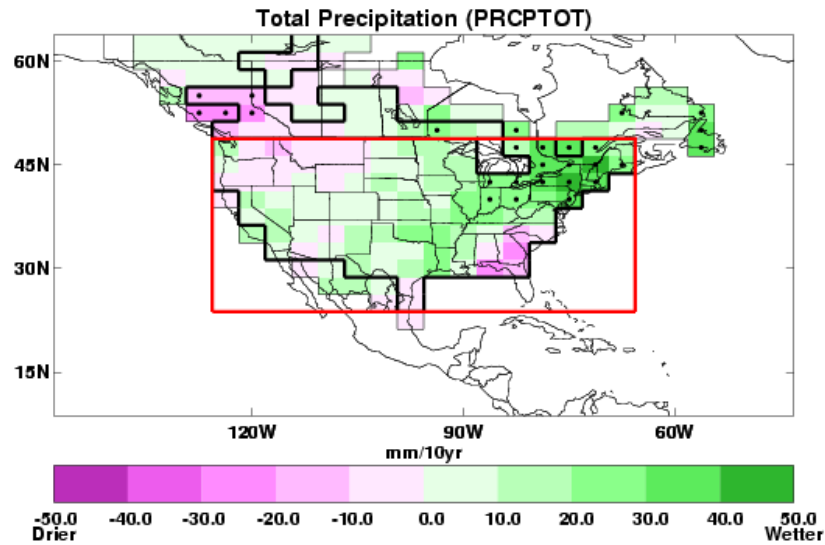 Total Precipitation (PRCPTOT)
60N
45N
30N
15N
120W 90W 60W
mm/10yr
-50.0 -40.0 -30.0 -20.0 -10.0 0.0 10.0 20.0 30.0 40.0 50.0
Drier Wetter